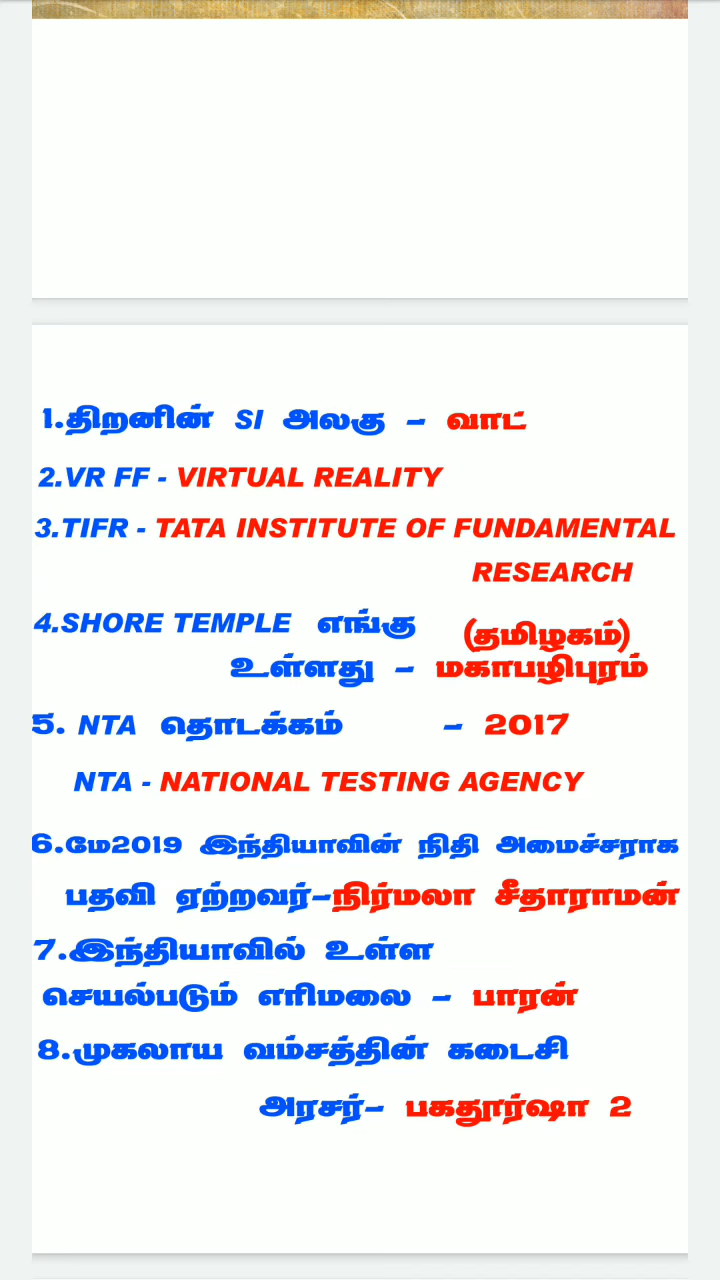 1.திறனின் SI அலகு - வாட்
2.VR FF - VIRTUAL REALITY
3.TIFR - TATA INSTITUTE OF FUNDAMENTAL
RESEARCH
4.SHORE TEMPLE எங்கு (தமிழகம்)
உள்ளது - மகாபழிபுரம்
5. NTA தொடக்கம் - 2017
NTA - NATIONAL TESTING AGENCY
6.மே2019 இந்தியாவின் நிதி அமைச்சராக
பதவி ஏற்றவர்-நிர்மலா சீதாராமன்
7.இந்தியாவில் உள்ள
செயல்படும் எரிமலை - பாரன்
8.முகலாய வம்சத்தின் கடைசி
அரசர்- பகதூர்ஷா 2